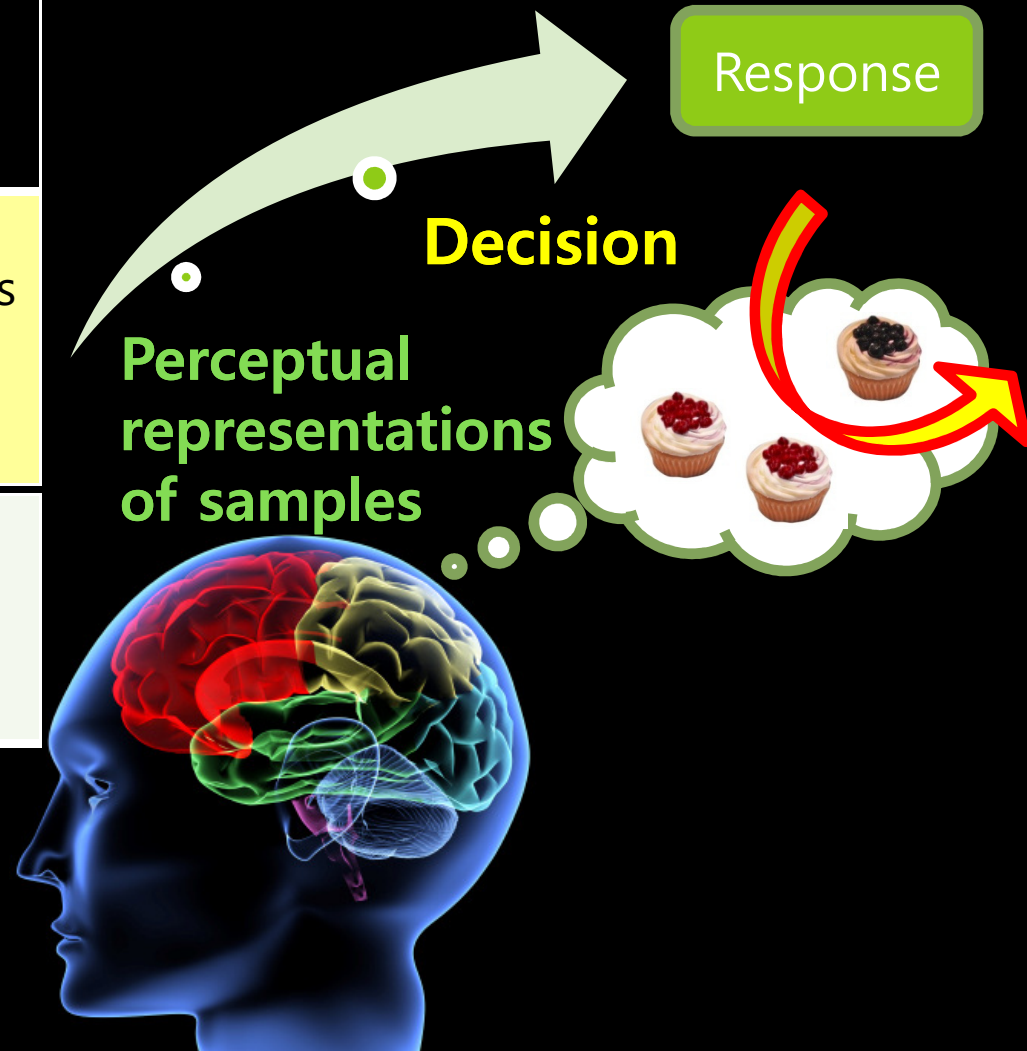 Response
Decision
s
Perceptual
representations
of samples